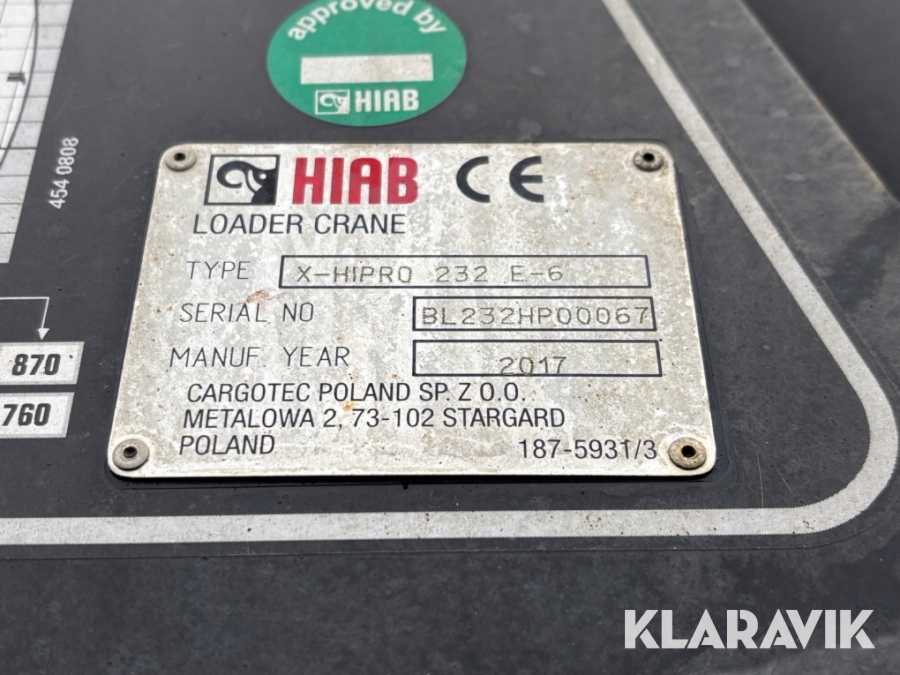 approved by
HIAB
454 0808
HIAB CE
LOADER CRANE
TYPE X-HIPRO 232 E-6
SERIAL NO BL232HP00067
MANUF. YEAR 2017
CARGOTEC POLAND SP. Z O.O.
METALOWA 2, 73-102 STARGARD
POLAND 187-5931/3
870
760
KLARAVIK